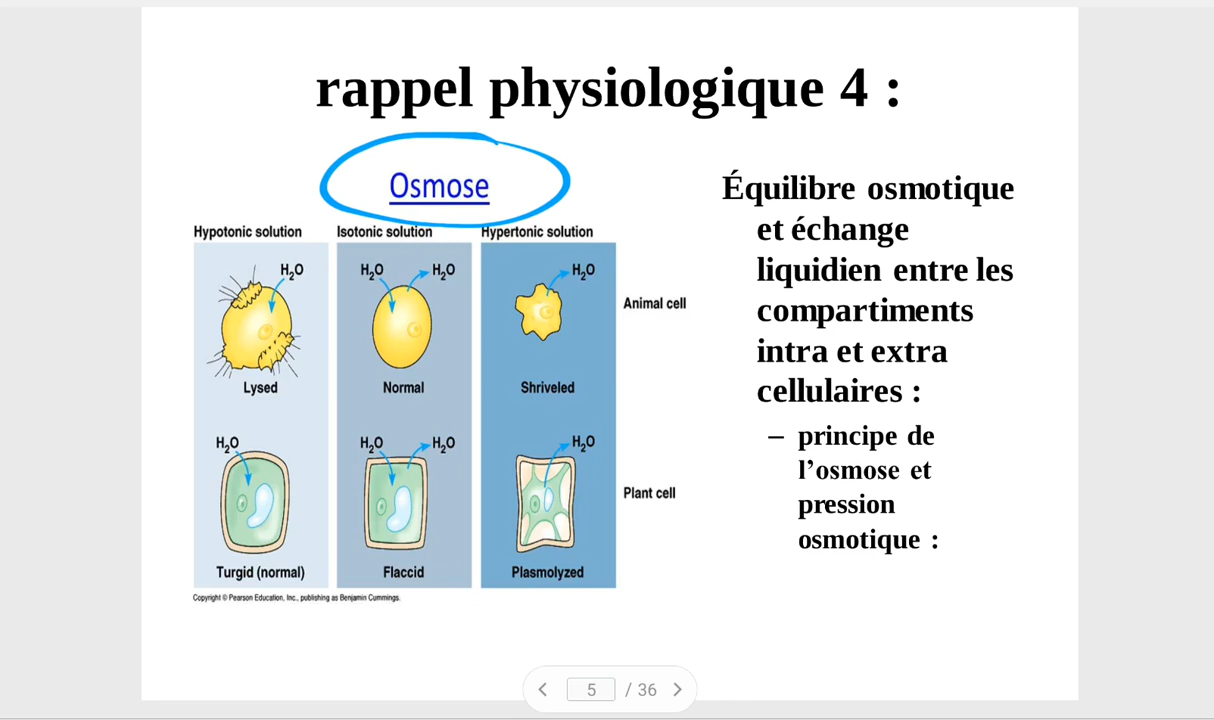 rappel physiologique 4 :
Osmose
Hypotonic solution
Isotonic solution
Hypertonic solution
H₂O
H₂O
H₂O
H₂O
Animal cell
Lysed
Normal
Shriveled
H₂O
H₂O
H₂O
H₂O
Plant cell
Turgid (normal)
Flaccid
Plasmolyzed
Copyright © Pearson Education, Inc., publishing as Benjamin Cummings.
Équilibre osmotique
et échange
liquidien entre les
compartiments
intra et extra
cellulaires :
– principe de
l’osmose et
pression
osmotique :
5 / 36